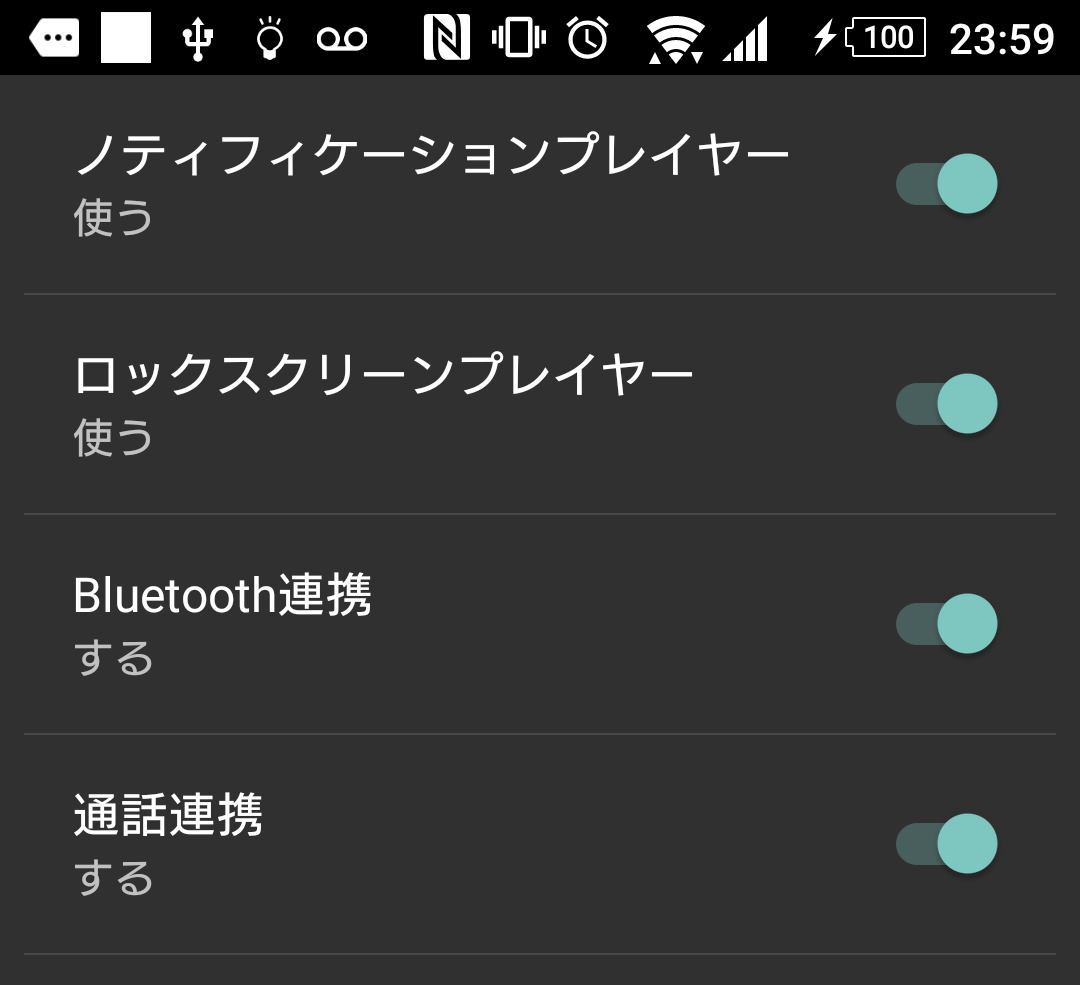 100 23:59
ノティフィケーションプレイヤー
使う
ロックスクリーンプレイヤー
使う
Bluetooth連携
する
通話連携
する